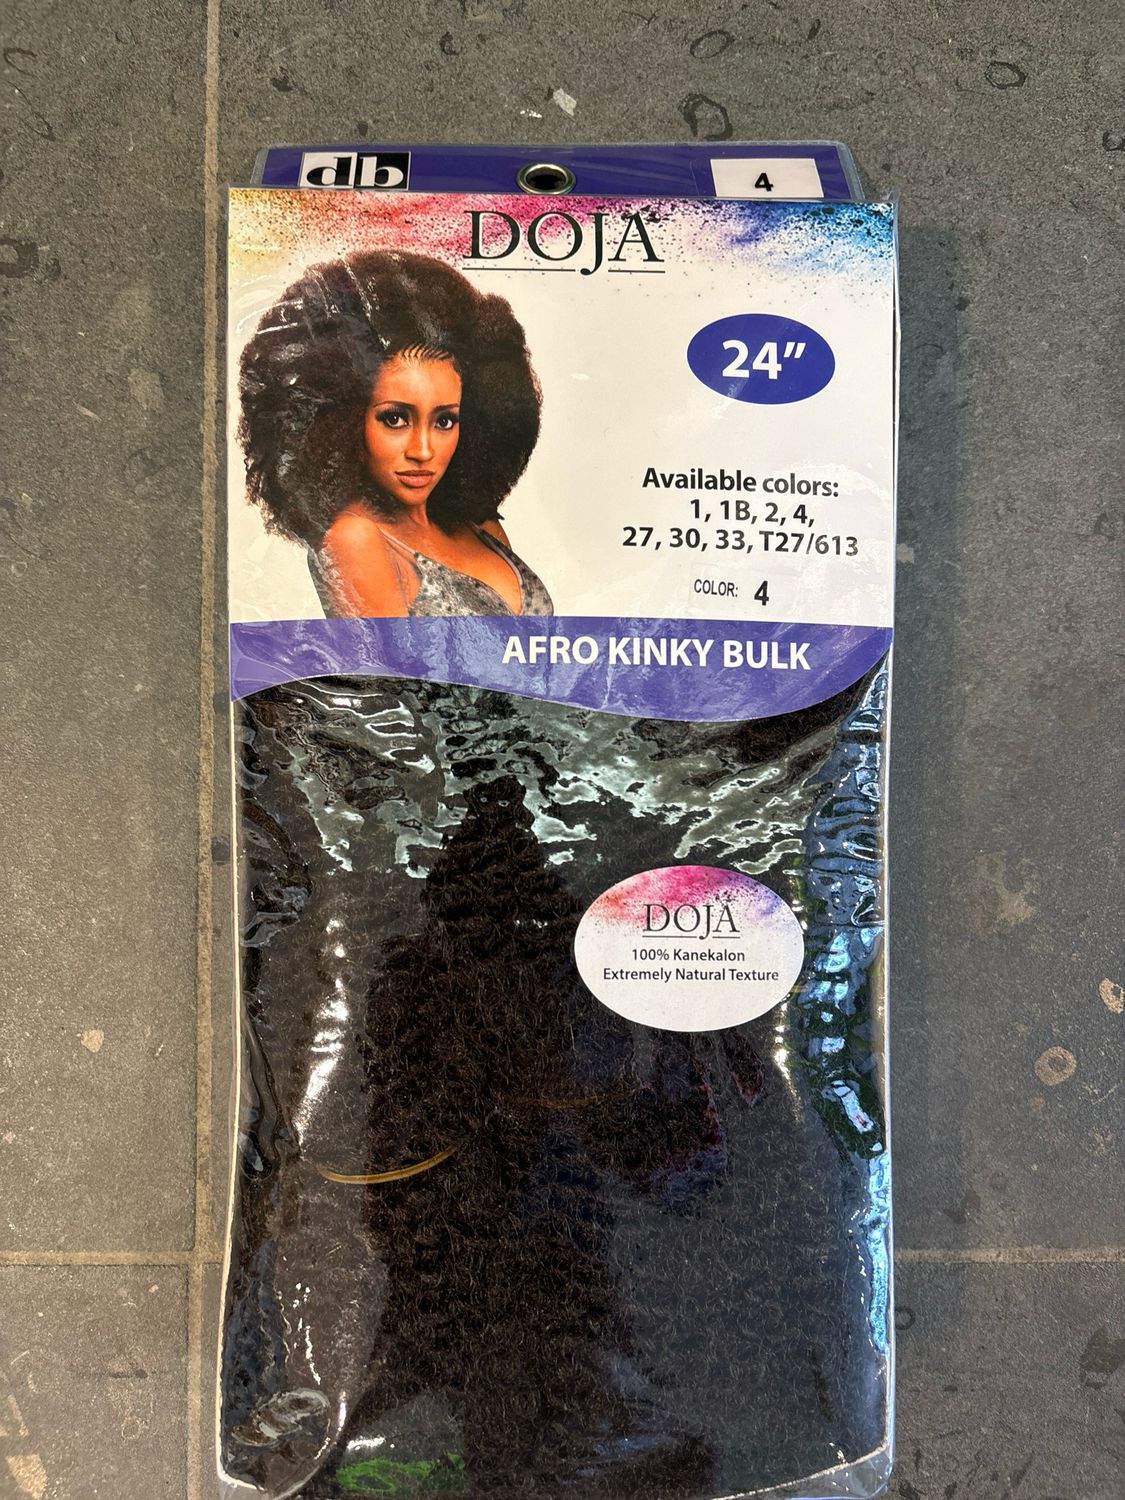 db
4
DOJA
24”
Available colors:
1, 1B, 2, 4,
27, 30, 33, T27/613
COLOR: 4
AFRO KINKY BULK
DOJA
100% Kanekalon
Extremely Natural Texture